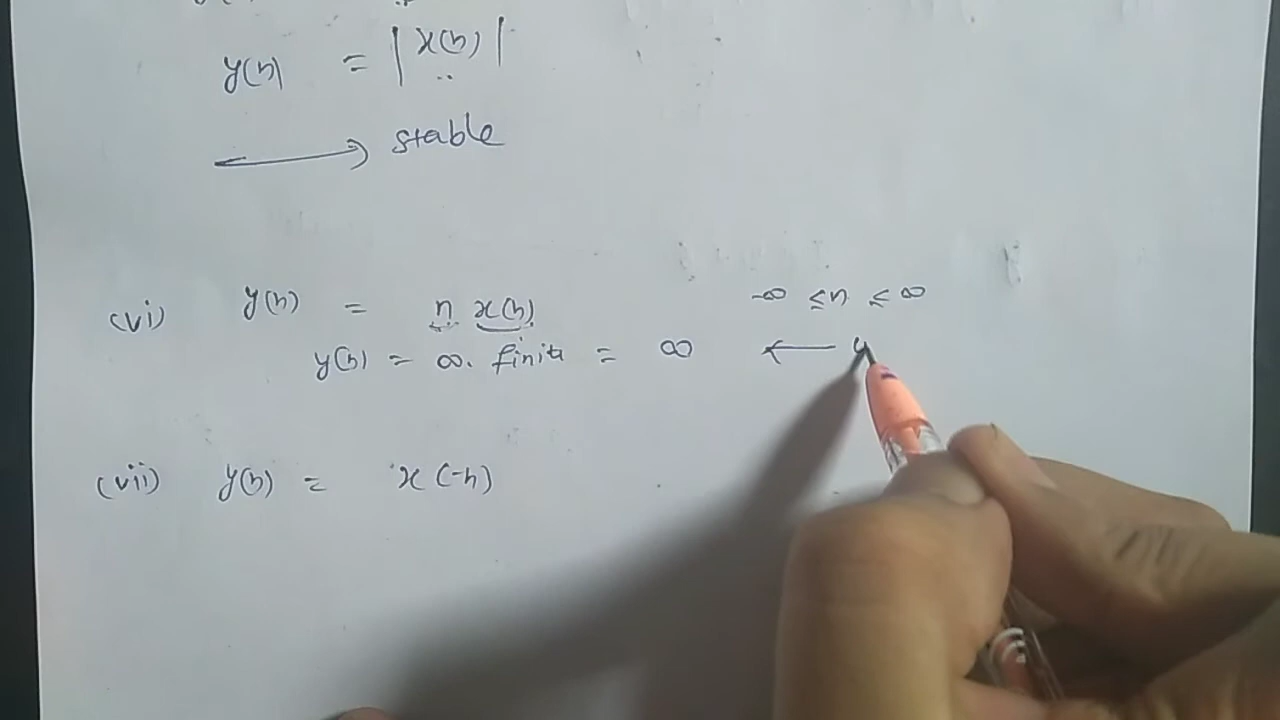 y(n) = |x(n)|
stable
(vi) y(n) = n x(n) -∞ ≤ n ≤ ∞
y(n) = ∞. finite = ∞ ←
(vii) y(n) = x(-n)